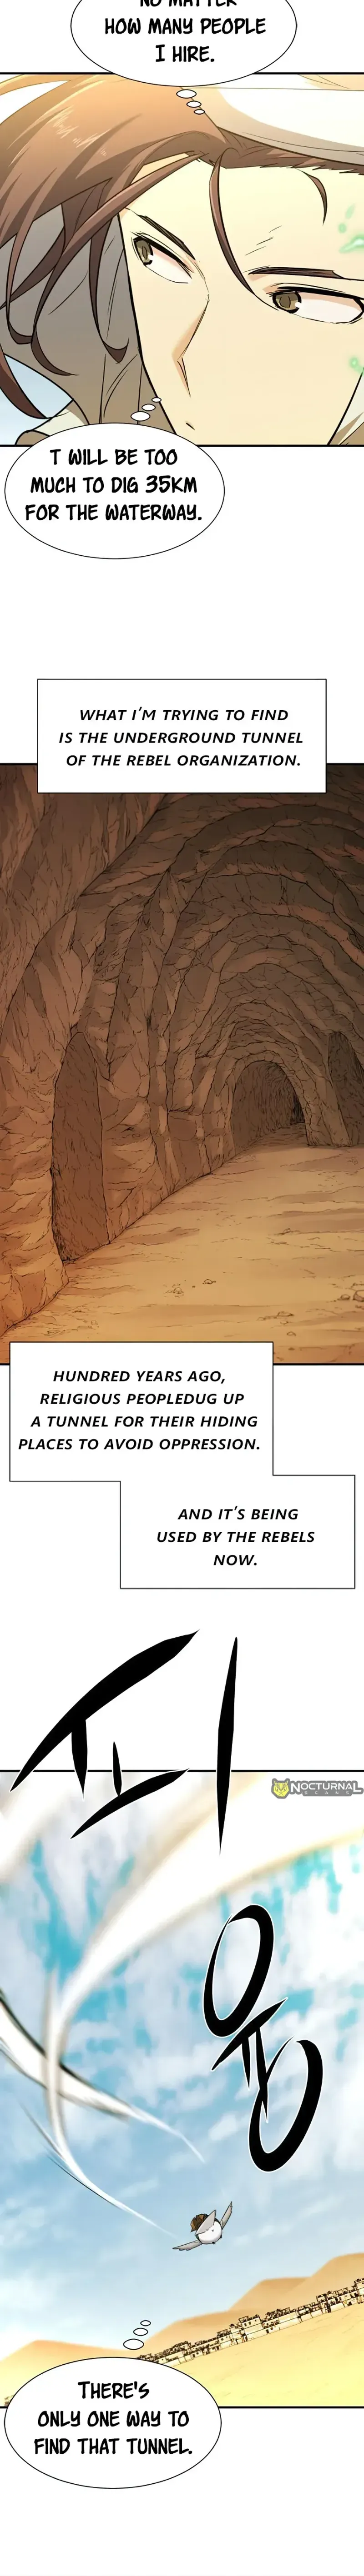 NO MATTER
HOW MANY PEOPLE
I HIRE.
T WILL BE TOO
MUCH TO DIG 35KM
FOR THE WATERWAY.
WHAT I'M TRYING TO FIND
IS THE UNDERGROUND TUNNEL
OF THE REBEL ORGANIZATION.
HUNDRED YEARS AGO,
RELIGIOUS PEOPLEDUG UP
A TUNNEL FOR THEIR HIDING
PLACES TO AVOID OPPRESSION.
AND IT'S BEING
USED BY THE REBELS
NOW.
NOCTURNAL
SCANS
THERE'S
ONLY ONE WAY TO
FIND THAT TUNNEL.